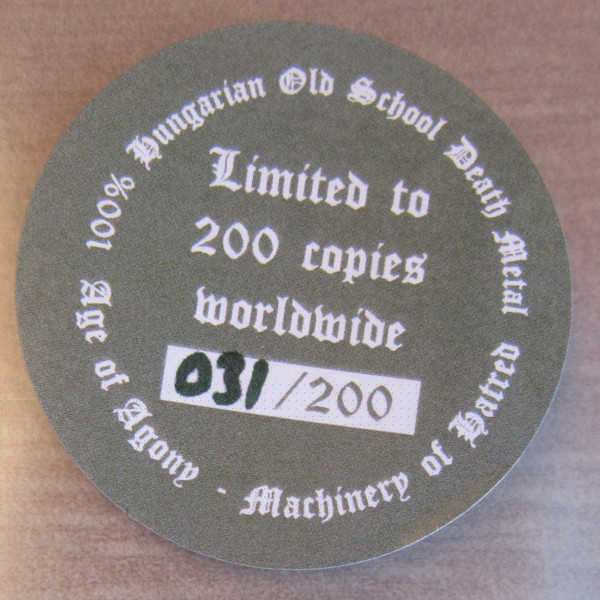 100% Hungarian Old School Death Metal
Limited to
200 copies
worldwide
031/200
Age of Agony - Machinery of Hatred